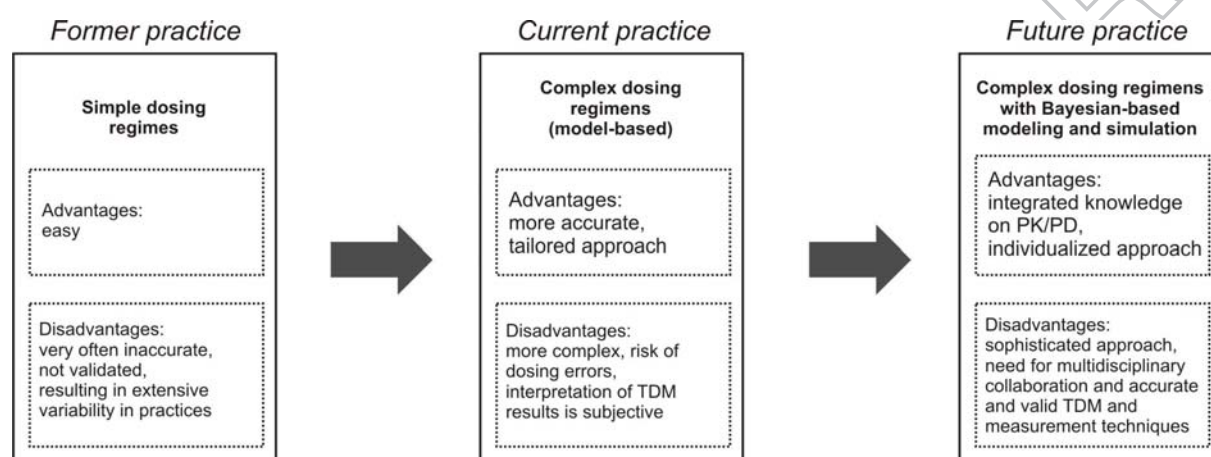 Former practice
Simple dosing
regimes
Advantages:
easy
Disadvantages:
very often inaccurate,
not validated,
resulting in extensive
variability in practices
Current practice
Complex dosing
regimens
(model-based)
Advantages:
more accurate,
tailored approach
Disadvantages:
more complex, risk of
dosing errors,
interpretation of TDM
results is subjective
Future practice
Complex dosing regimens
with Bayesian-based
modeling and simulation
Advantages:
integrated knowledge
on PK/PD,
individualized approach
Disadvantages:
sophisticated approach,
need for multidisciplinary
collaboration and accurate
and valid TDM and
measurement techniques